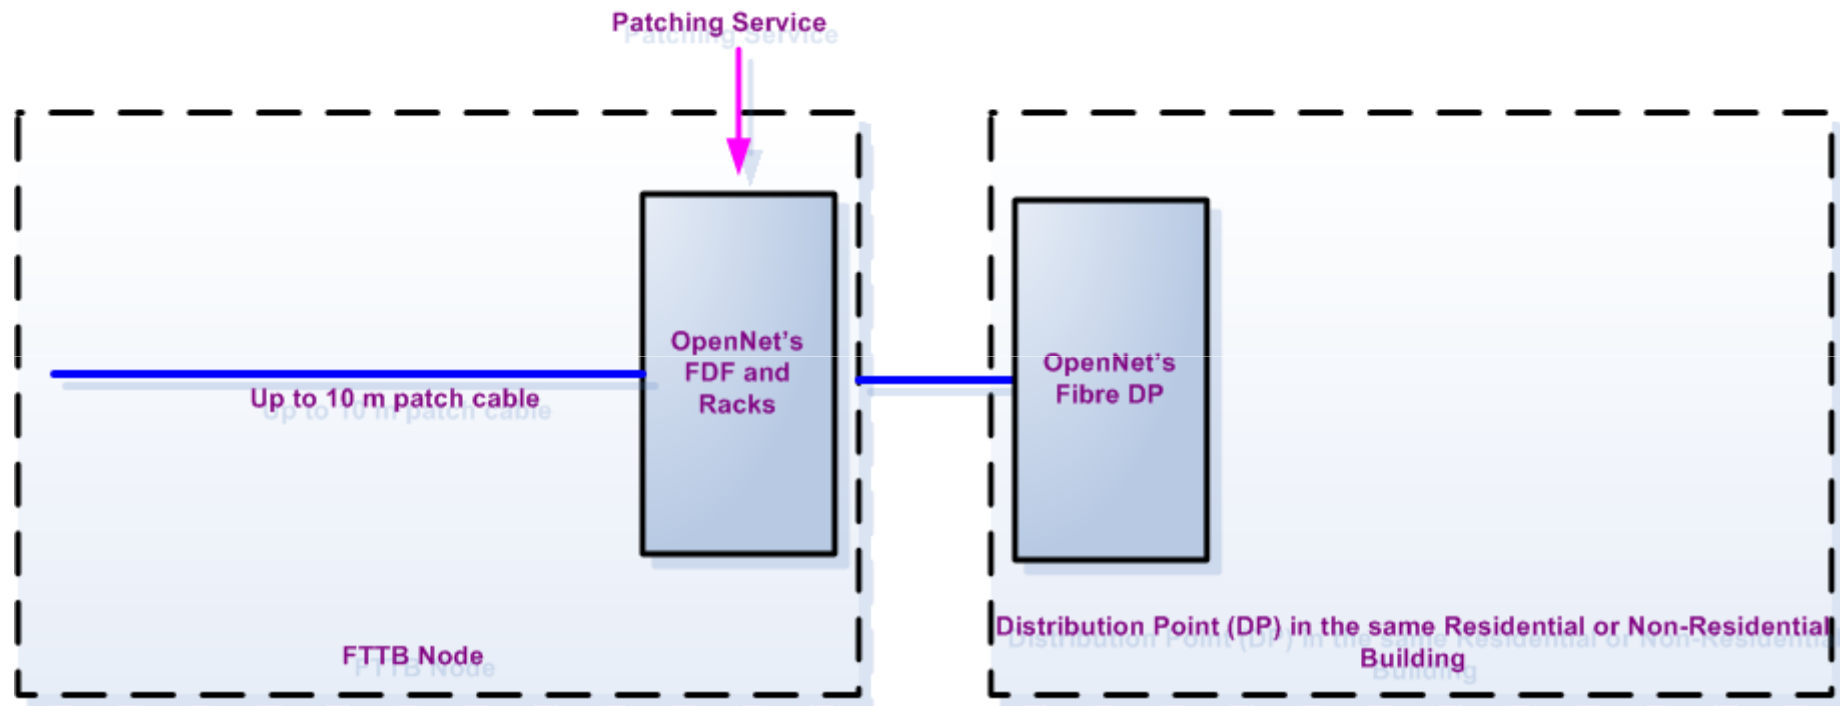 Patching Service
OpenNet's
FDF and
Racks
Up to 10 m patch cable
FTTB Node
OpenNet's
Fibre DP
Distribution Point (DP) in the same Residential or Non-Residential
Building